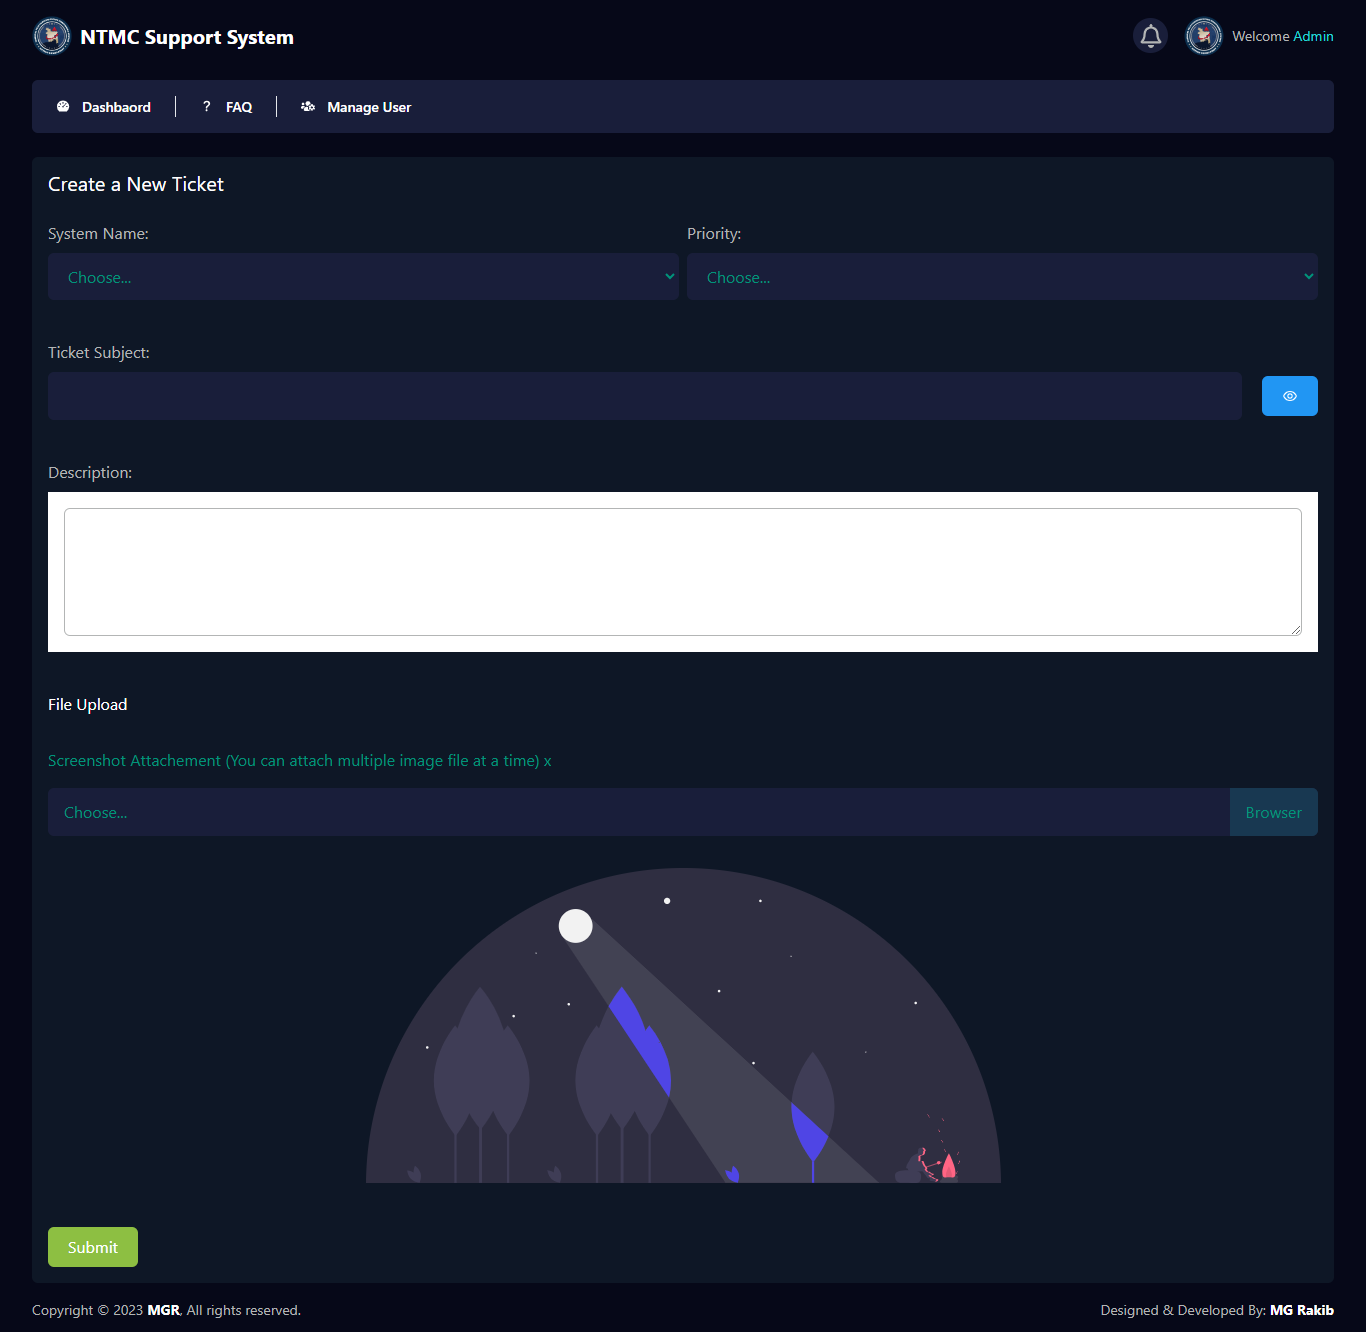 NTMC Support System
Welcome Admin
Dashbaord
? FAQ
Manage User
Create a New Ticket
System Name:
Priority:
Choose...
Choose...
Ticket Subject:
Description:
File Upload
Screenshot Attachement (You can attach multiple image file at a time) x
Choose...
Browser
Submit
Copyright © 2023 MGR, All rights reserved.
Designed & Developed By: MG Rakib